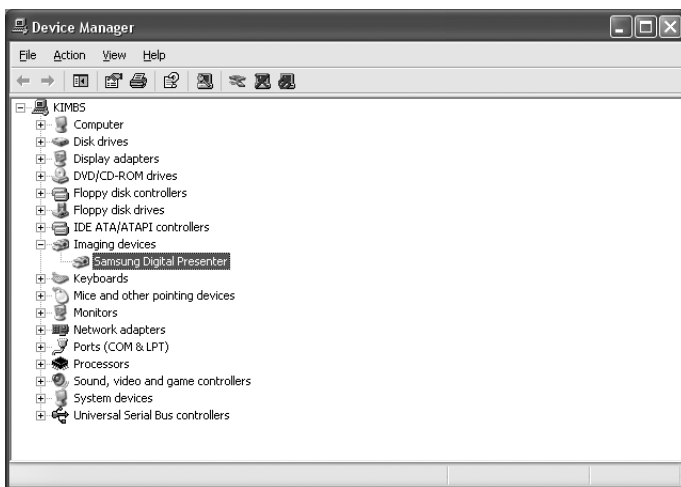 Device Manager
File Action View Help
KIMBS
Computer
Disk drives
Display adapters
DVD/CD-ROM drives
Floppy disk controllers
Floppy disk drives
IDE ATA/ATAPI controllers
Imaging devices
Samsung Digital Presenter
Keyboards
Mice and other pointing devices
Monitors
Network adapters
Ports (COM & LPT)
Processors
Sound, video and game controllers
System devices
Universal Serial Bus controllers